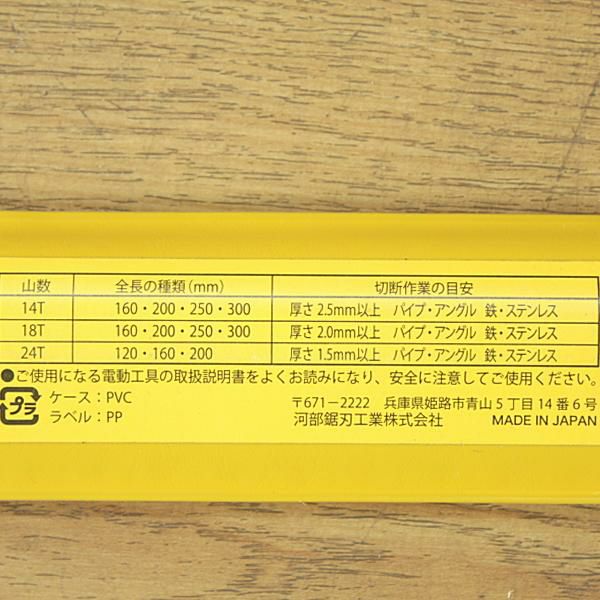 山数 全長の種類(mm) 切断作業の目安
14T 160・200・250・300 厚さ 2.5mm以上 パイプ・アングル 鉄・ステンレス
18T 160・200・250・300 厚さ 2.0mm以上 パイプ・アングル 鉄・ステンレス
24T 120・160・200 厚さ 1.5mm以上 パイプ・アングル 鉄・ステンレス
●ご使用になる電動工具の取扱説明書をよくお読みになり、安全に注意してご使用ください。
プラ ケース:PVC 〒671−2222 兵庫県姫路市青山5丁目14番6号
ラベル:PP 河部鋸刃工業株式会社 MADE IN JAPAN